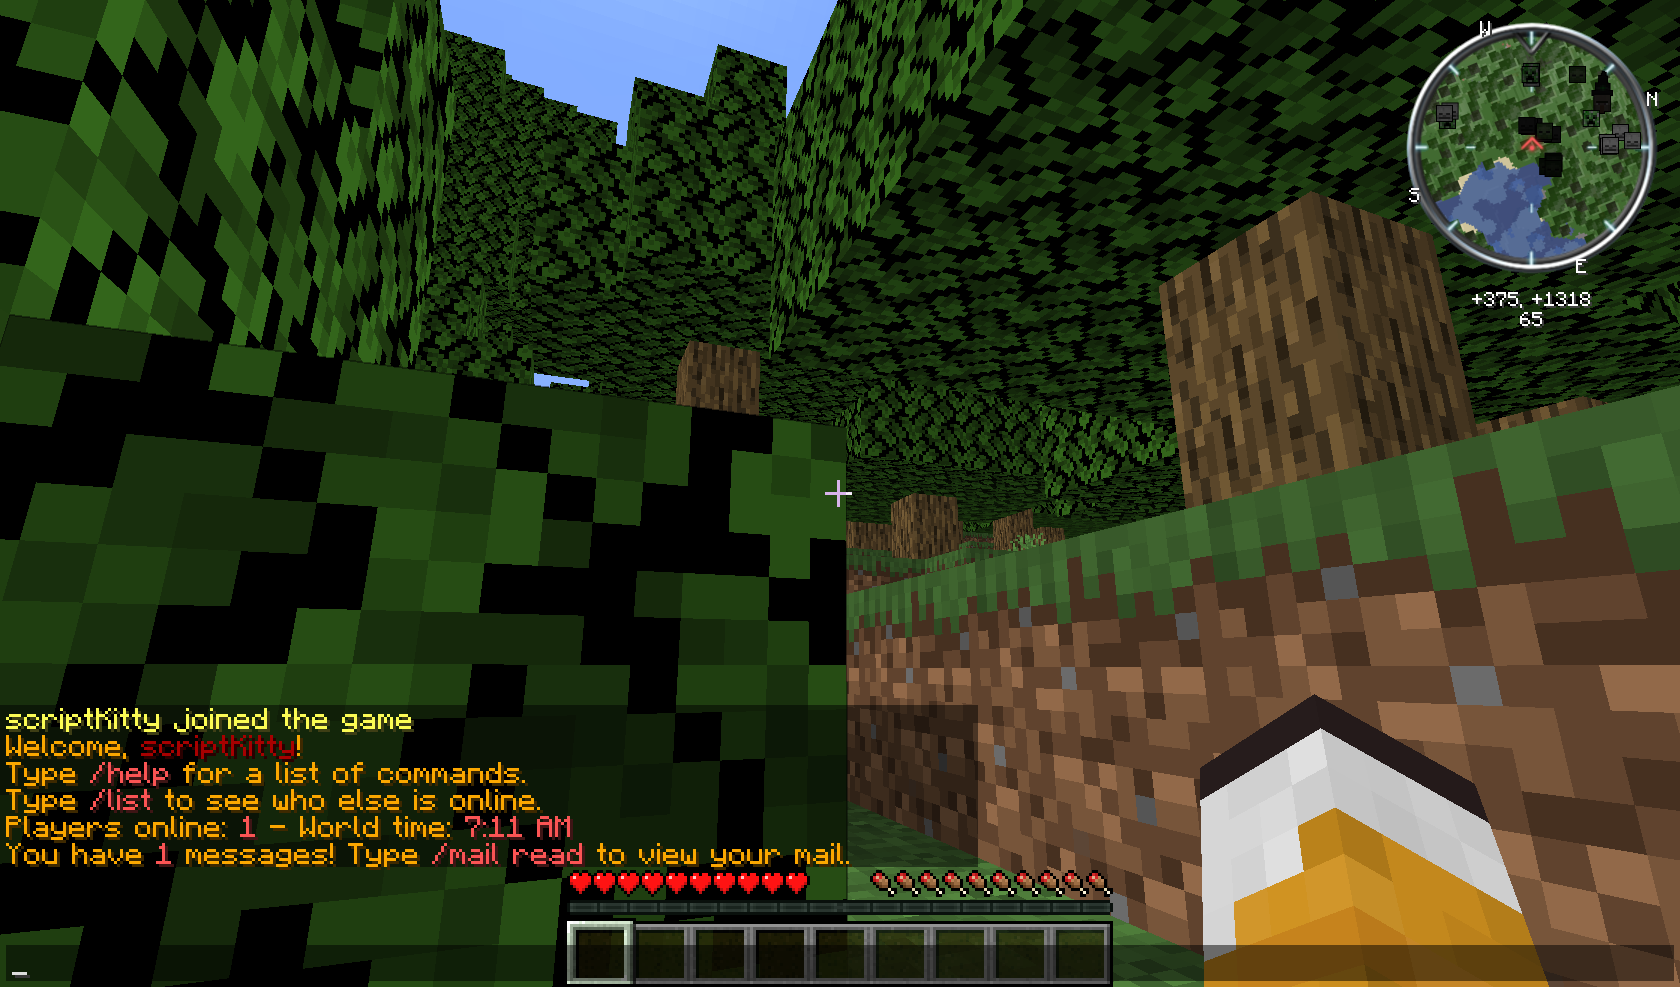 W
N
S
E
+375, +1318
65
scriptKitty joined the game
Welcome, scriptKitty!
Type /help for a list of commands.
Type /list to see who else is online.
Players online: 1 - World time: 7:11 AM
You have 1 messages! Type /mail read to view your mail.
_